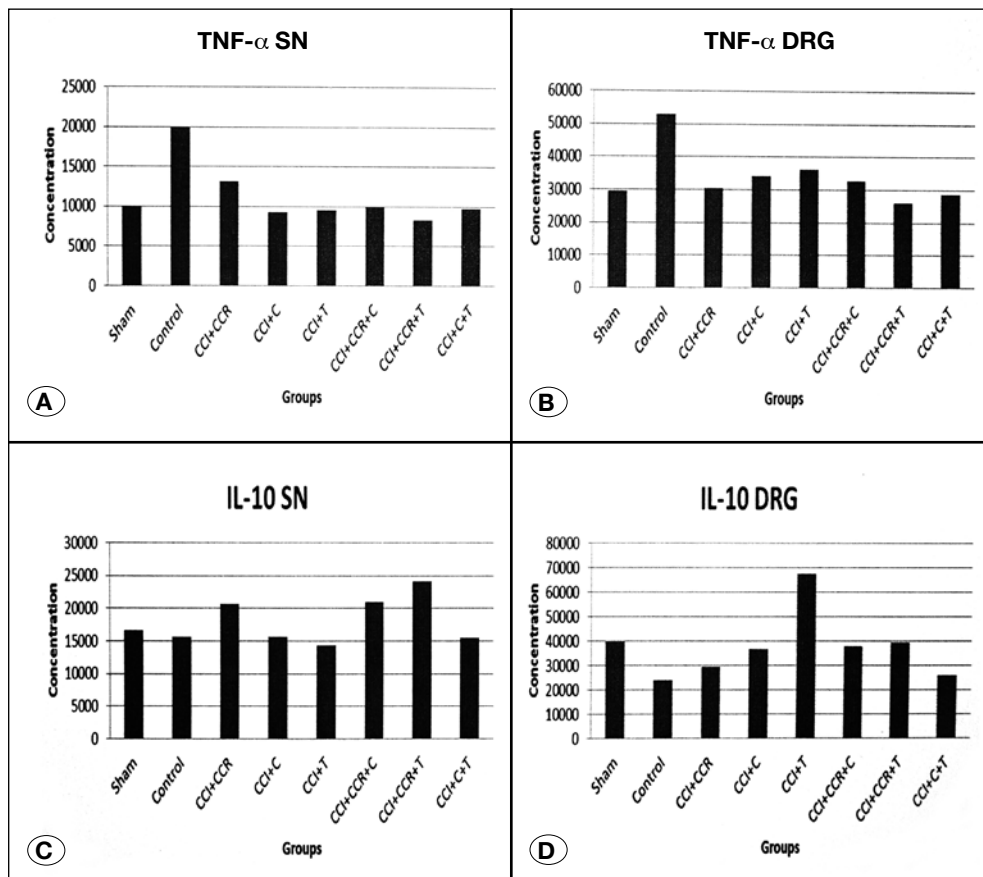 TNF-α SN
Concentration
25000
20000
15000
10000
5000
0
Sham
Control
CCI+CCR
CCI+C
CCI+T
CCI+CCR+C
CCI+CCR+T
CCI+C+T
Groups
A
TNF-α DRG
Concentration
60000
50000
40000
30000
20000
10000
0
Sham
Control
CCI+CCR
CCI+C
CCI+T
CCI+CCR+C
CCI+CCR+T
CCI+C+T
Groups
B
IL-10 SN
Concentration
30000
25000
20000
15000
10000
5000
0
Sham
Control
CCI+CCR
CCI+C
CCI+T
CCI+CCR+C
CCI+CCR+T
CCI+C+T
Groups
C
IL-10 DRG
Concentration
80000
70000
60000
50000
40000
30000
20000
10000
0
Sham
Control
CCI+CCR
CCI+C
CCI+T
CCI+CCR+C
CCI+CCR+T
CCI+C+T
Groups
D